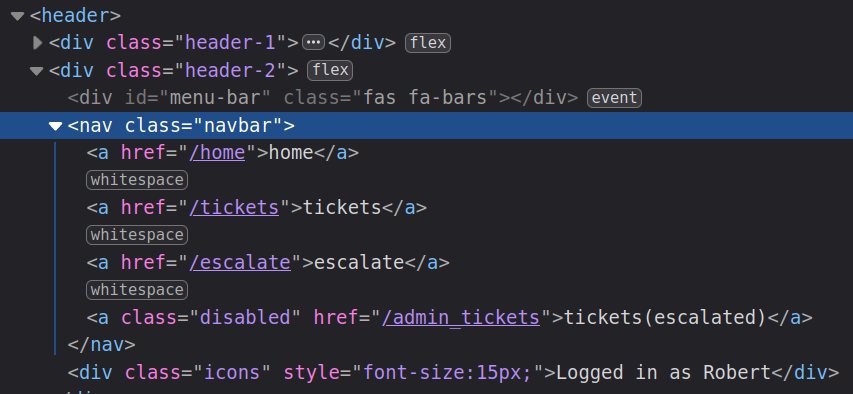 <header>
<div class="header-1">···</div> flex
<div class="header-2"> flex
<div id="menu-bar" class="fas fa-bars"></div> event
<nav class="navbar">
<a href="/home">home</a>
whitespace
<a href="/tickets">tickets</a>
whitespace
<a href="/escalate">escalate</a>
whitespace
<a class="disabled" href="/admin_tickets">tickets(escalated)</a>
</nav>
<div class="icons" style="font-size:15px;">Logged in as Robert</div>